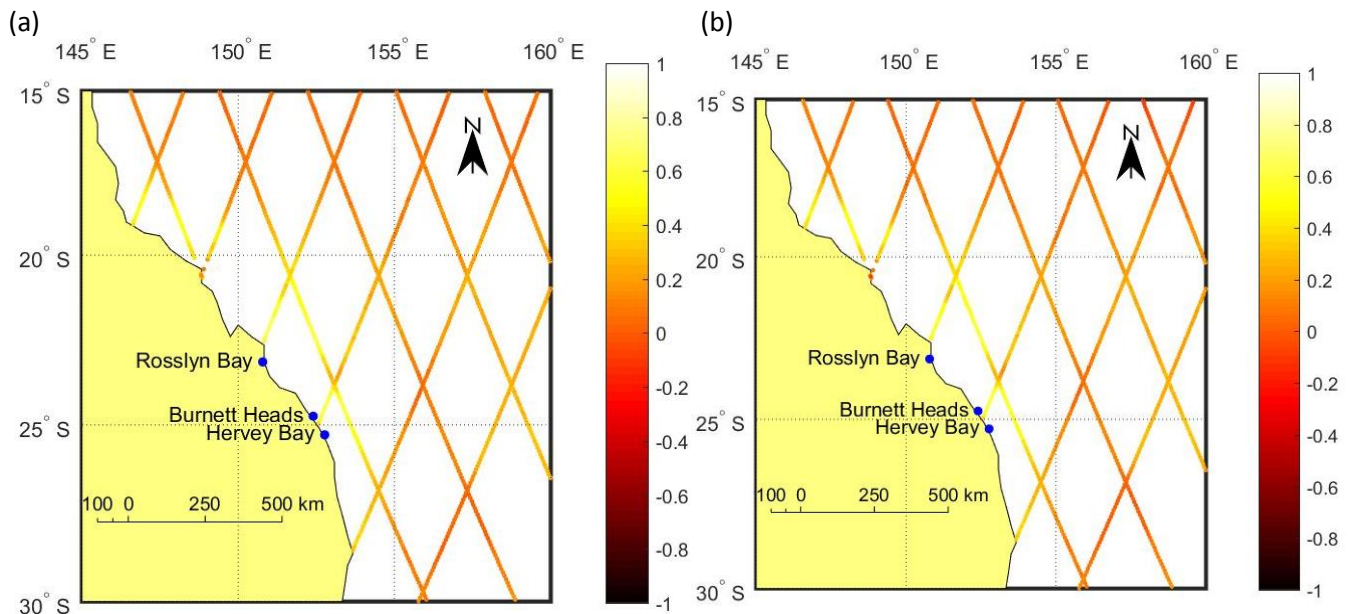 (a)
145° E 150° E 155° E 160° E
15° S
20° S
25° S
30° S
N
Rosslyn Bay
Burnett Heads
Hervey Bay
100 0 250 500 km
1
0.8
0.6
0.4
0.2
0
-0.2
-0.4
-0.6
-0.8
-1
(b)
145° E 150° E 155° E 160° E
15° S
20° S
25° S
30° S
N
Rosslyn Bay
Burnett Heads
Hervey Bay
100 0 250 500 km
1
0.8
0.6
0.4
0.2
0
-0.2
-0.4
-0.6
-0.8
-1